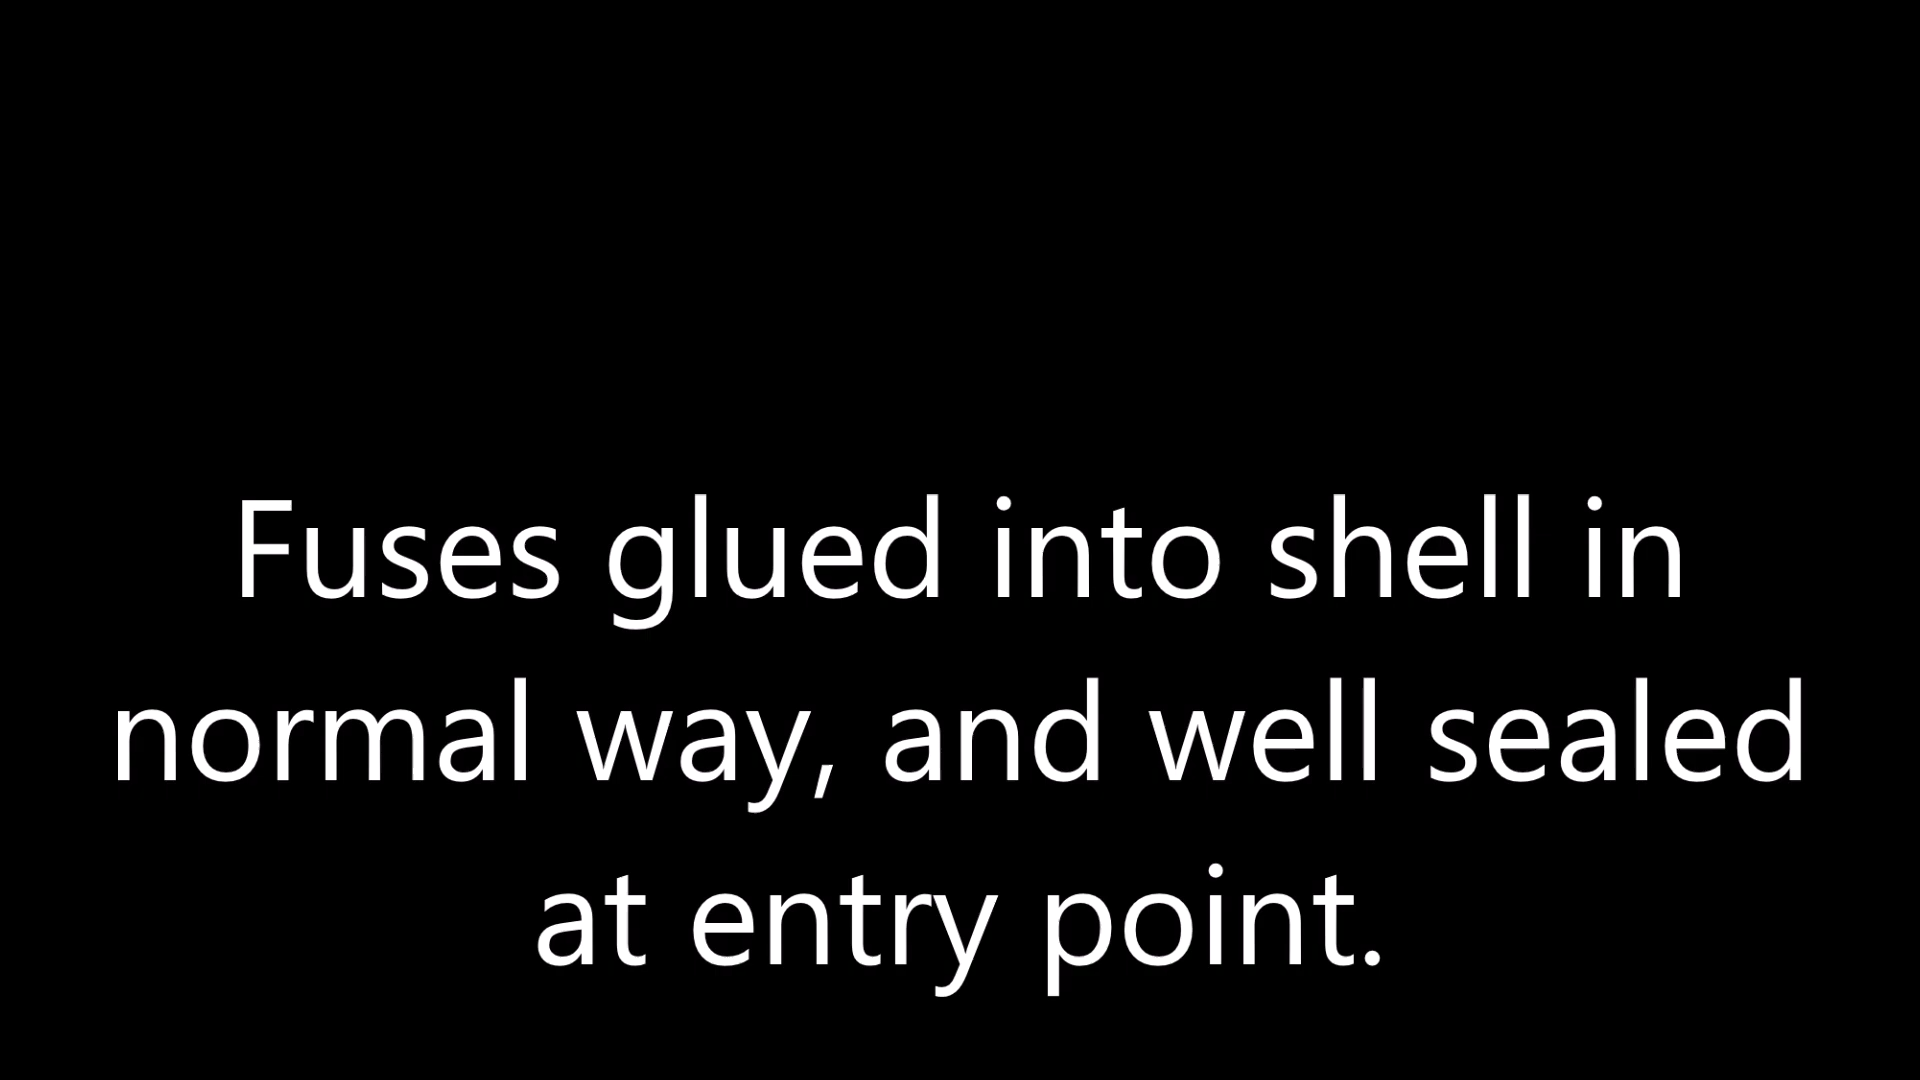 Fuses glued into shell in
normal way, and well sealed
at entry point.